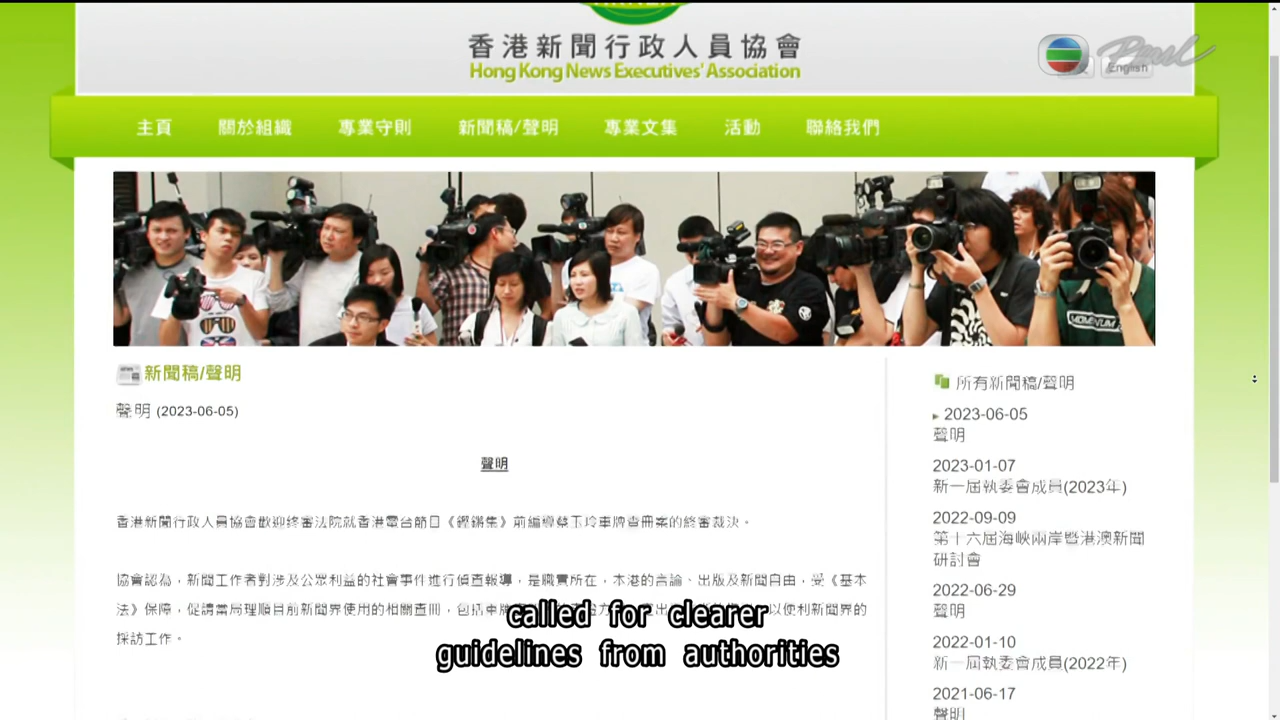 香港新聞行政人員協會
Hong Kong News Executives' Association
Pearl
English
主頁 關於組織 專業守則 新聞稿/聲明 專業文集 活動 聯絡我們
MOMENTUM
新聞稿/聲明
聲明 (2023-06-05)
聲明
香港新聞行政人員協會歡迎終審法院就香港電台節目《鏗鏘集》前編導蔡玉玲車牌查冊案的終審裁決。
協會認為，新聞工作者對涉及公眾利益的社會事件進行偵查報導，是職責所在，本港的言論、出版及新聞自由，受《基本
法》保障，促請當局理順目前新聞界使用的相關查冊，包括車牌 以便利新聞界的
採訪工作。
所有新聞稿/聲明
2023-06-05
聲明
2023-01-07
新一屆執委會成員(2023年)
2022-09-09
第十六屆海峽兩岸暨港澳新聞
研討會
2022-06-29
聲明
2022-01-10
新一屆執委會成員(2022年)
2021-06-17
聲明
called for clearer
guidelines from authorities